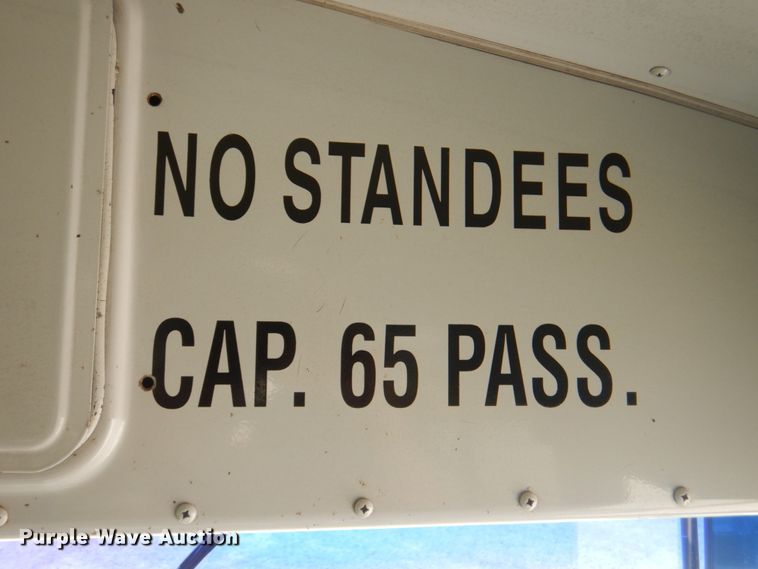 NO STANDEES
CAP. 65 PASS.
Purple Wave Auction